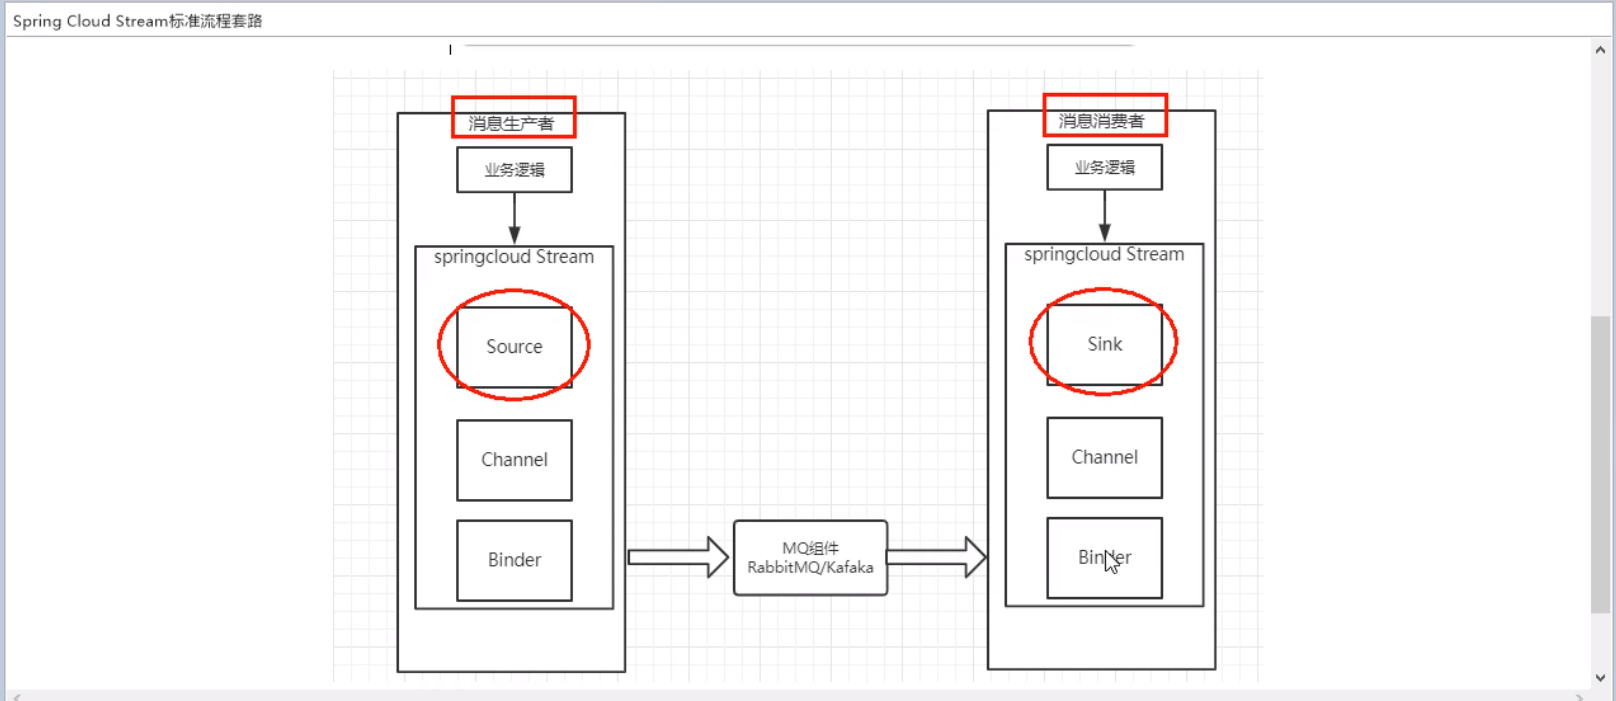 Spring Cloud Stream标准流程套路
消息生产者
业务逻辑
springcloud Stream
Source
Channel
Binder
MQ组件
RabbitMQ/Kafaka
消息消费者
业务逻辑
springcloud Stream
Sink
Channel
Binder